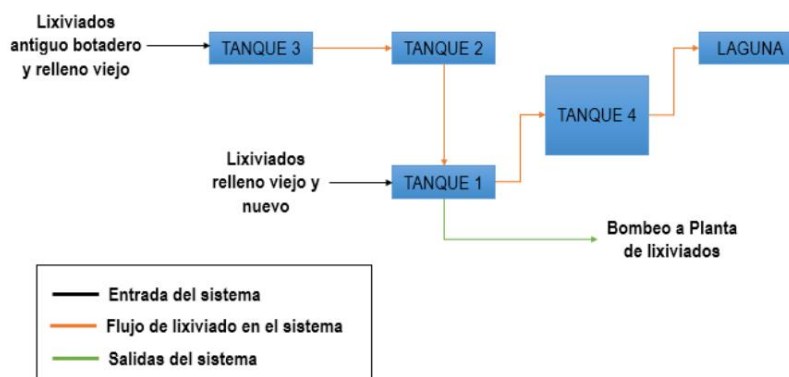 Lixiviados
antiguo botadero
y relleno viejo
TANQUE 3
TANQUE 2
LAGUNA
TANQUE 4
Lixiviados
relleno viejo y
nuevo
TANQUE 1
Bombeo a Planta
de lixiviados
Entrada del sistema
Flujo de lixiviado en el sistema
Salidas del sistema